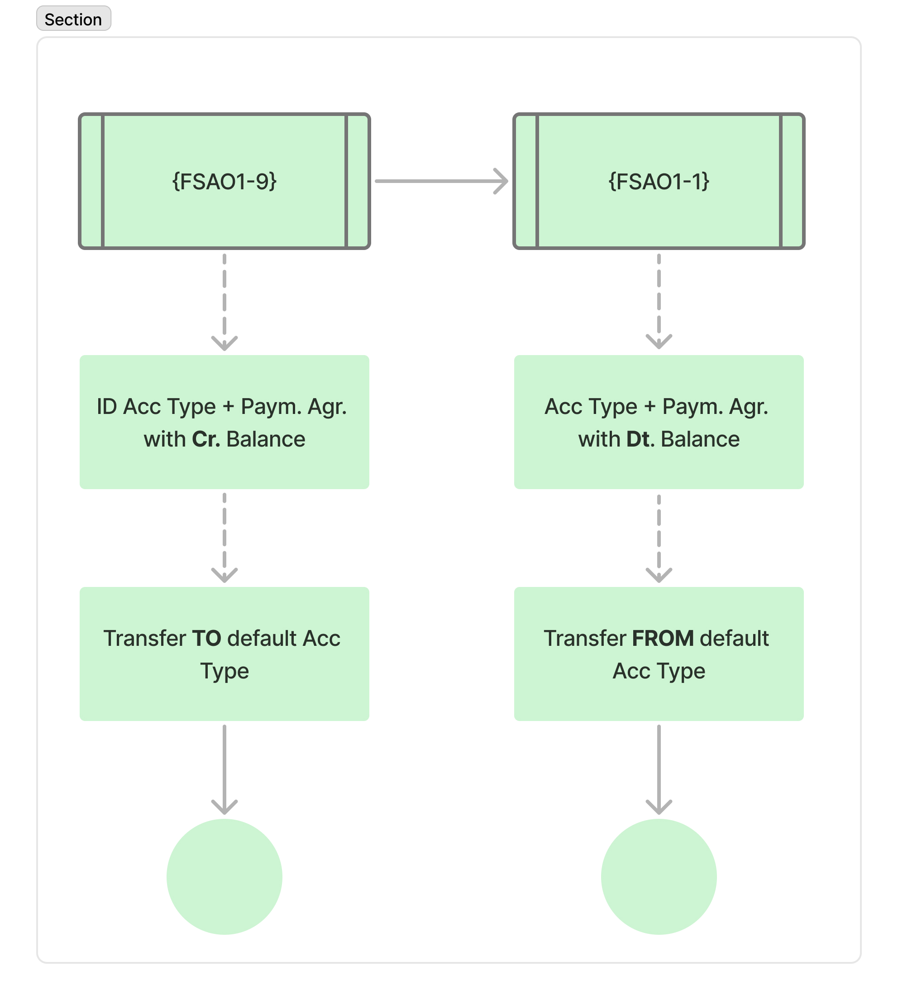 Section
{FSAO1-9}
{FSAO1-1}
ID Acc Type + Paym. Agr.
with Cr. Balance
Acc Type + Paym. Agr.
with Dt. Balance
Transfer TO default Acc
Type
Transfer FROM default
Acc Type